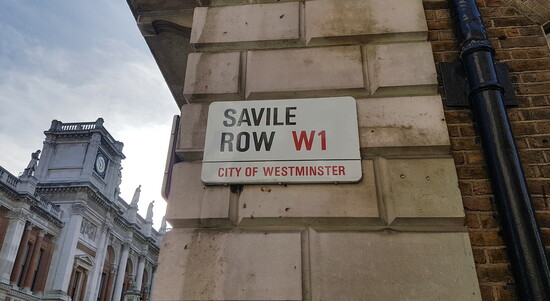 SAVILE
ROW W1
CITY OF WESTMINSTER